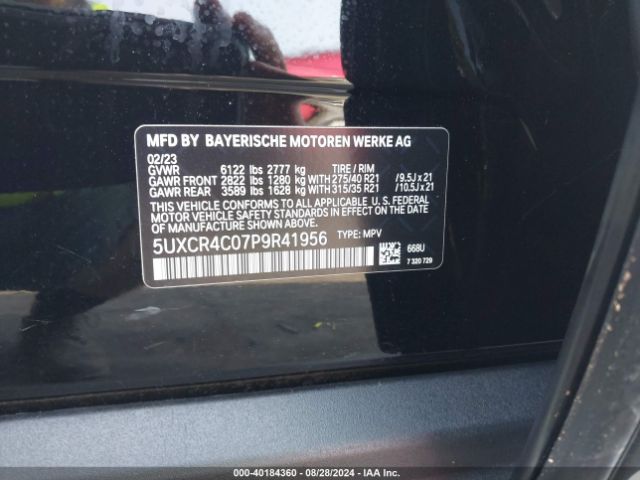 MFD BY BAYERISCHE MOTOREN WERKE AG
02/23
GVWR 6122 lbs 2777 kg TIRE / RIM
GAWR FRONT 2822 lbs 1280 kg WITH 275/40 R21 /9.5J x 21
GAWR REAR 3589 lbs 1628 kg WITH 315/35 R21 /10.5J x 21
THIS VEHICLE CONFORMS TO ALL APPLICABLE U. S. FEDERAL
MOTOR VEHICLE SAFETY STANDARDS IN EFFECT ON THE DATE
OF MANUFACTURE SHOWN ABOVE.
5UXCR4C07P9R41956 TYPE: MPV
668U
7 320 729
000-40184360 - 08/28/2024 - IAA Inc.